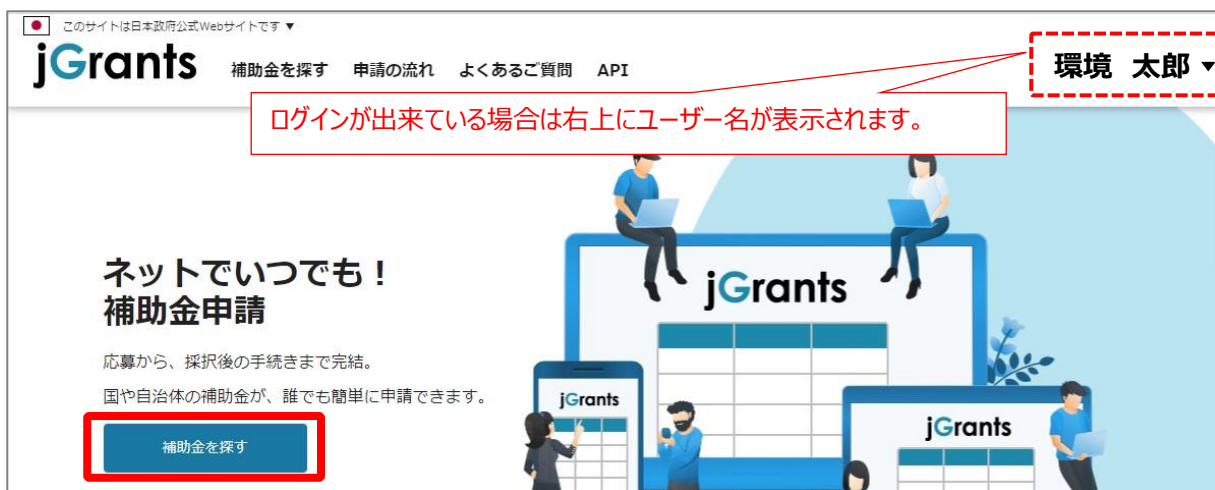 このサイトは日本政府公式Webサイトです ▼
jGrants 補助金を探す 申請の流れ よくあるご質問 API
環境 太郎 ▼
ログインが出来ている場合は右上にユーザー名が表示されます。
ネットでいつでも！
補助金申請
応募から、採択後の手続きまで完結。
国や自治体の補助金が、誰でも簡単に申請できます。
補助金を探す
jGrants
jGrants
jGrants